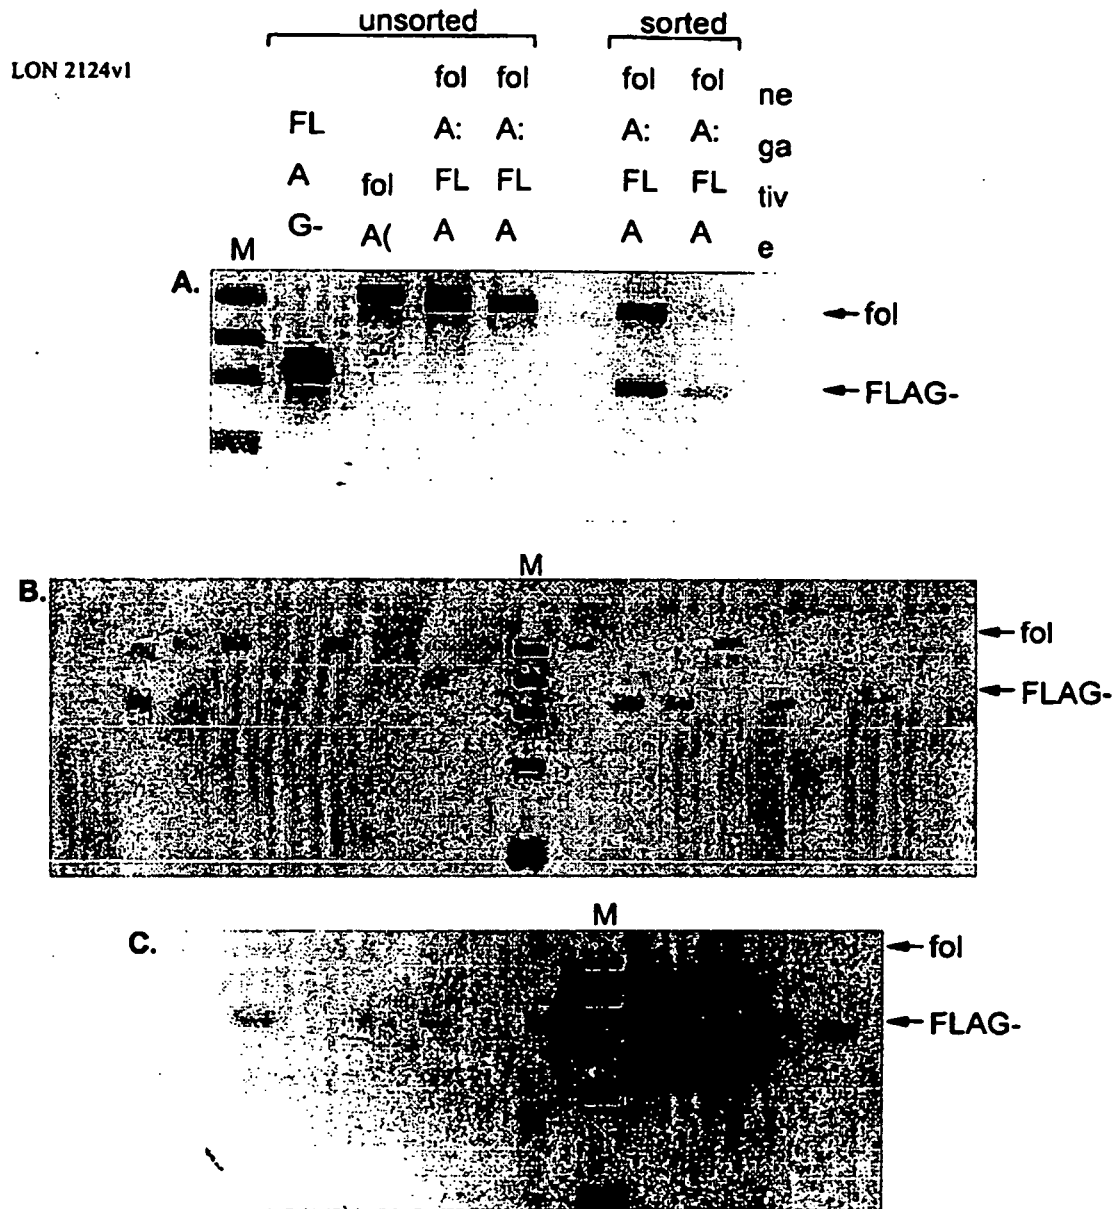 unsorted sorted
LON 2124v1
fol fol fol fol ne
FL A: A: A: A: ga
A fol FL FL FL FL tiv
G- A( A A A A e
M
A.
fol
FLAG-
M
B.
fol
FLAG-
M
C.
fol
FLAG-